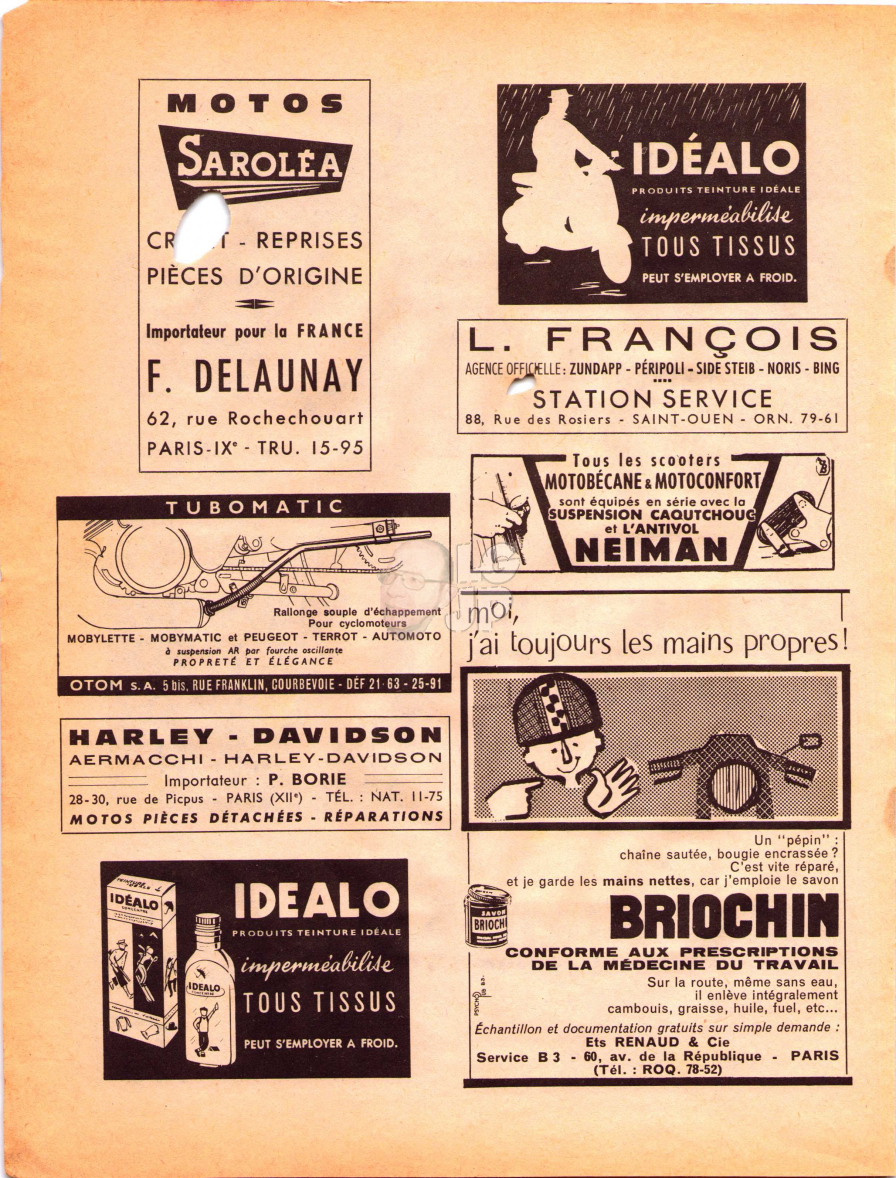 MOTOS
SAROLÉA
- REPRISES
PIÈCES D'ORIGINE
Importateur pour la FRANCE
F. DELAUNAY
62, rue Rochechouart
PARIS-IXe - TRU. 15-95
TUBOMATIC
Rallonge souple d'échappement
Pour cyclomoteurs
MOBYLETTE - MOBYMATIC et PEUGEOT - TERROT - AUTOMOTO
à suspension AR par fourche oscillante
PROPRETÉ ET ÉLÉGANCE
OTOM S.A. 5 bis, RUE FRANKLIN, COURBEVOIE - DÉF 21-63 - 25-91
HARLEY - DAVIDSON
AERMACCHI - HARLEY-DAVIDSON
Importateur : P. BORIE
28-30, rue de Picpus - PARIS (XIIe) - TÉL. : NAT. 11-75
MOTOS PIÈCES DÉTACHÉES - RÉPARATIONS
IDÉALO
IDEALO
IDEALO
PRODUITS TEINTURE IDÉALE
imperméabilise
TOUS TISSUS
PEUT S'EMPLOYER A FROID.
IDÉALO
PRODUITS TEINTURE IDÉALE
imperméabilise
TOUS TISSUS
PEUT S'EMPLOYER A FROID.
L. FRANÇOIS
AGENCE OFFICIELLE : ZUNDAPP - PÉRIPOLI - SIDE STEIB - NORIS - BING
STATION SERVICE
88, Rue des Rosiers - SAINT-OUEN - ORN. 79-61
Tous les scooters
MOTOBÉCANE & MOTOCONFORT
sont équipés en série avec la
SUSPENSION CAOUTCHOUC
et L'ANTIVOL
NEIMAN
moi,
j'ai toujours les mains propres!
Un "pépin" :
chaîne sautée, bougie encrassée ?
C'est vite réparé,
et je garde les mains nettes, car j'emploie le savon
SAVON
BRIOCHI
BRIOCHIN
CONFORME AUX PRESCRIPTIONS
DE LA MÉDECINE DU TRAVAIL
Sur la route, même sans eau,
il enlève intégralement
cambouis, graisse, huile, fuel, etc...
Échantillon et documentation gratuits sur simple demande :
Ets RENAUD & Cie
Service B 3 - 60, av. de la République - PARIS
(Tél. : ROQ. 78-52)